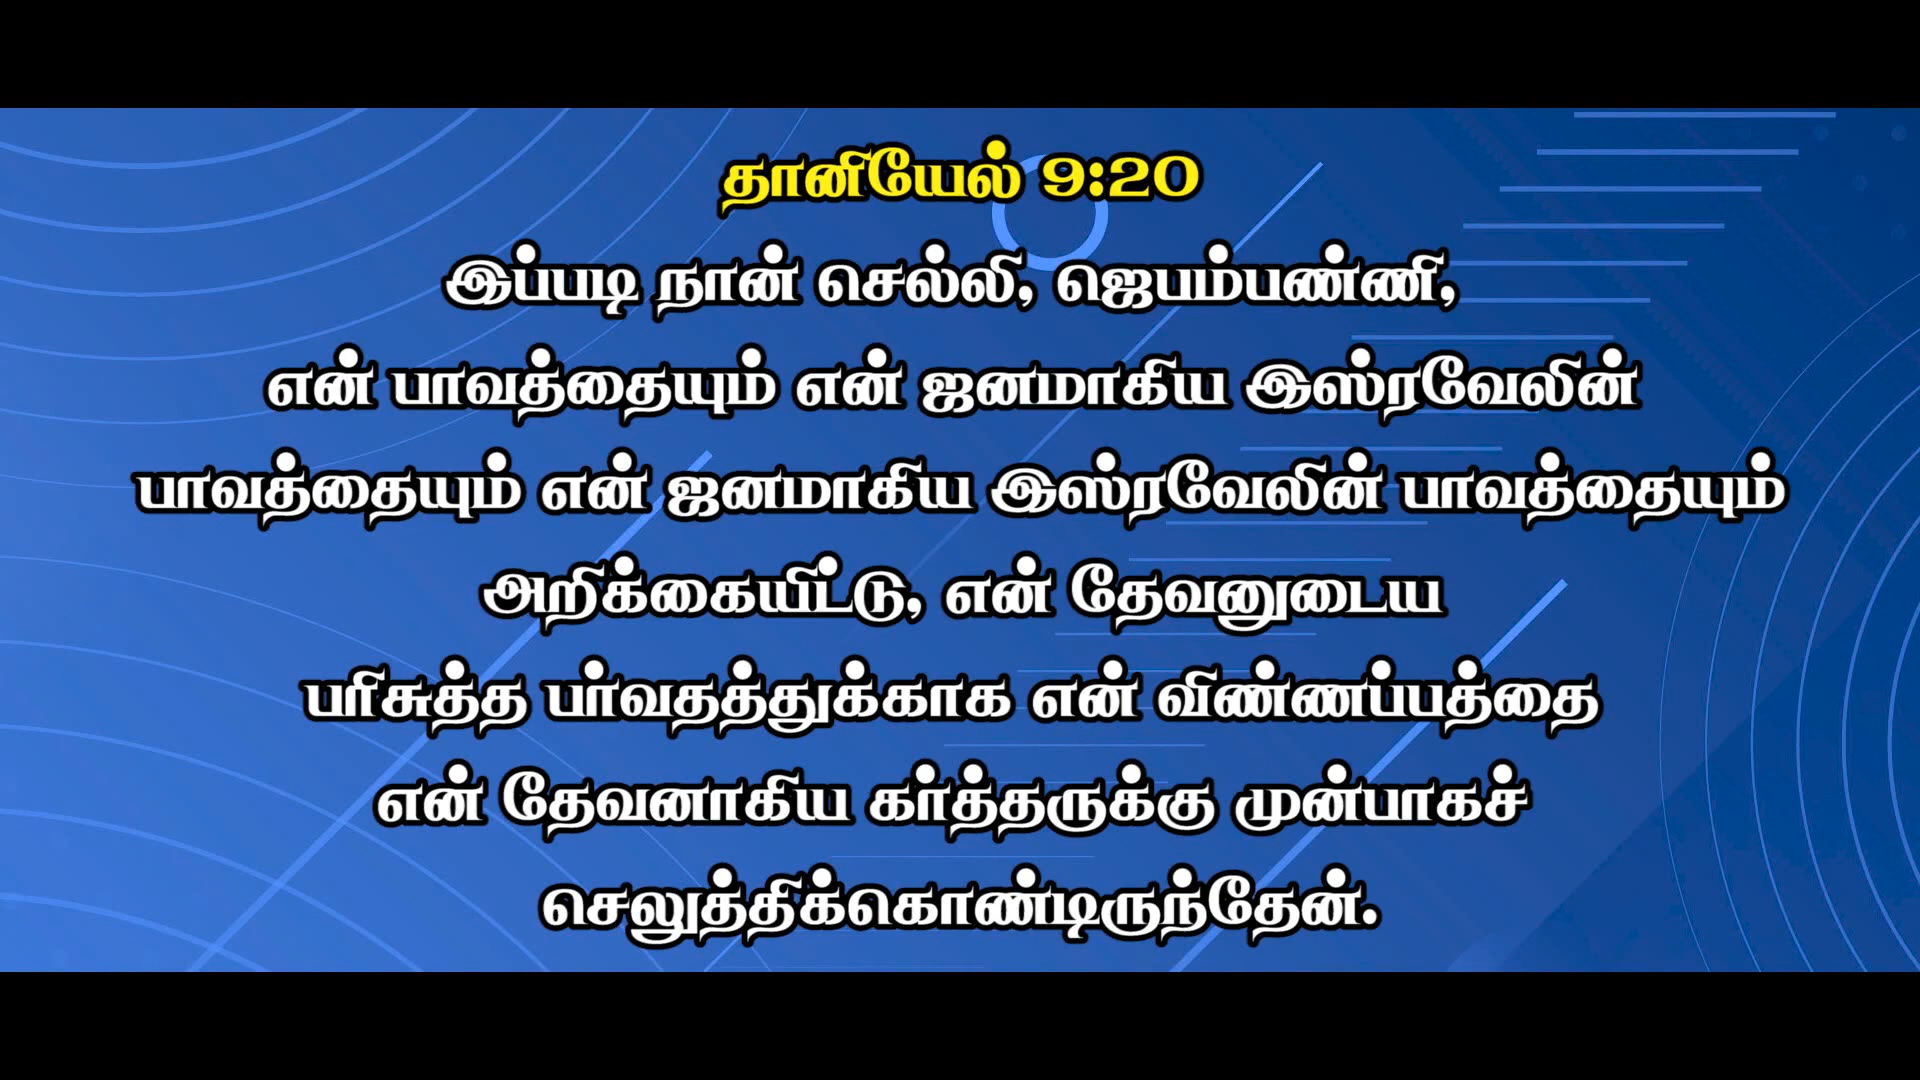 தானியேல் 9:20
இப்படி நான் செல்லி, ஜெபம்பண்ணி,
என் பாவத்தையும் என் ஜனமாகிய இஸ்ரவேலின்
பாவத்தையும் என் ஜனமாகிய இஸ்ரவேலின் பாவத்தையும்
அறிக்கையிட்டு, என் தேவனுடைய
பரிசுத்த பர்வதத்துக்காக என் விண்ணப்பத்தை
என் தேவனாகிய கர்த்தருக்கு முன்பாகச்
செலுத்திக்கொண்டிருந்தேன்.